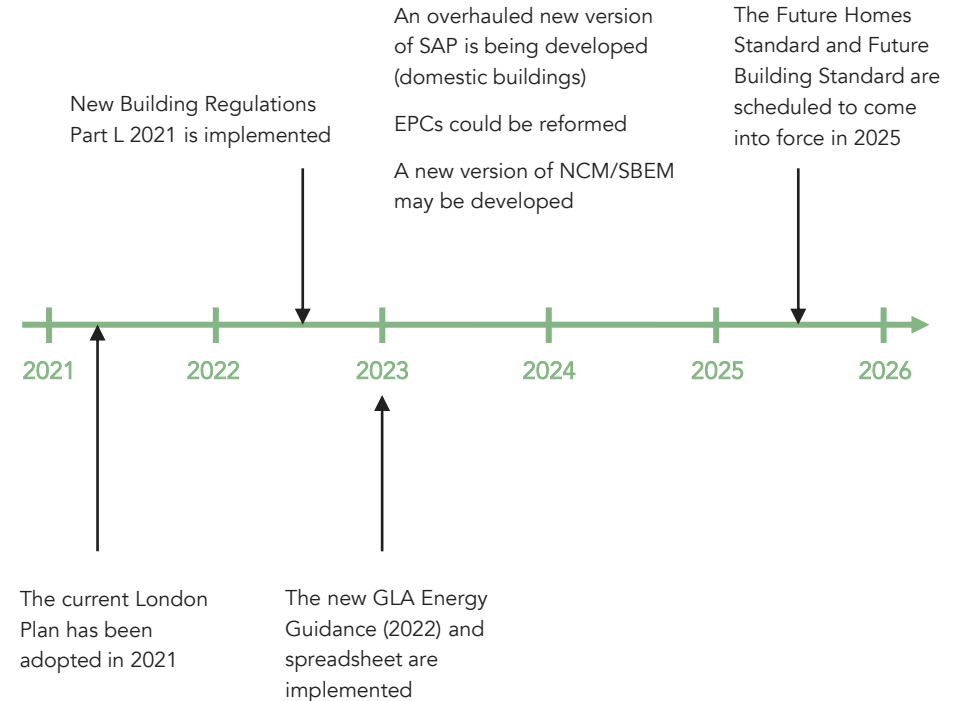 An overhauled new version
of SAP is being developed
(domestic buildings)
EPCs could be reformed
A new version of NCM/SBEM
may be developed
The Future Homes
Standard and Future
Building Standard are
scheduled to come
into force in 2025
New Building Regulations
Part L 2021 is implemented
2021
2022
2023
2024
2025
2026
The current London
Plan has been
adopted in 2021
The new GLA Energy
Guidance (2022) and
spreadsheet are
implemented